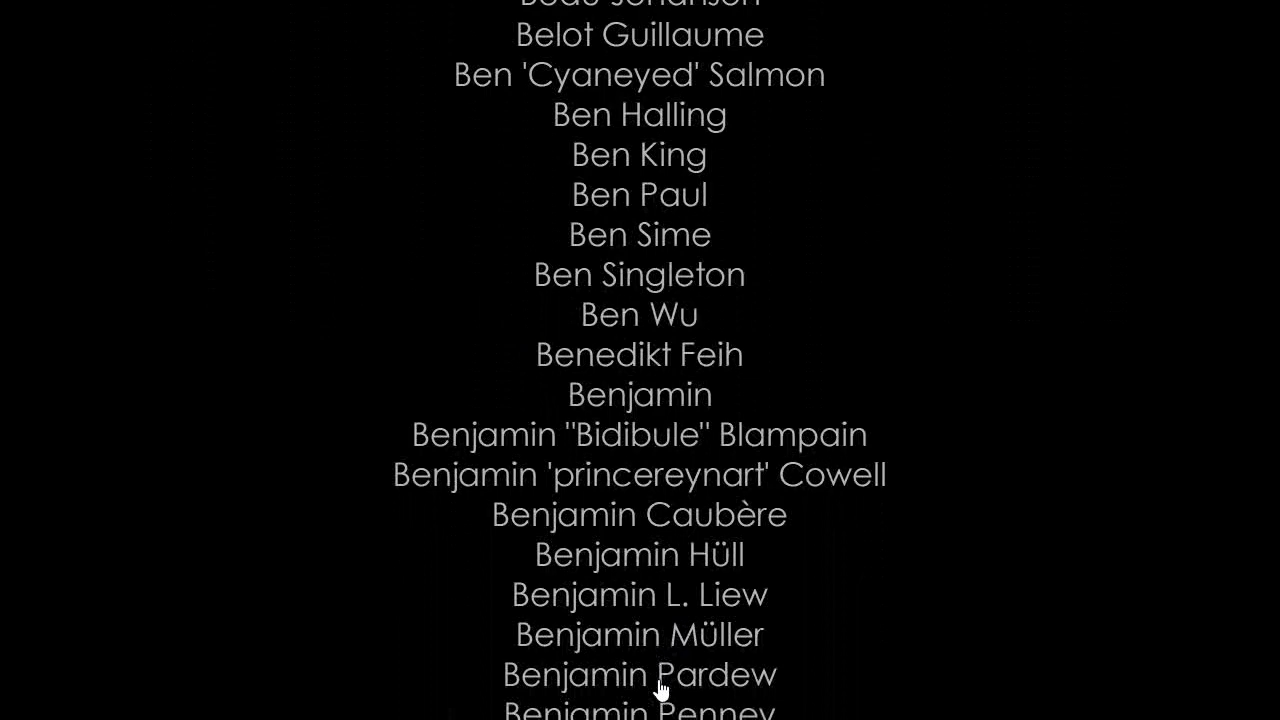 Beau Johanson
Belot Guillaume
Ben 'Cyaneyed' Salmon
Ben Halling
Ben King
Ben Paul
Ben Sime
Ben Singleton
Ben Wu
Benedikt Feih
Benjamin
Benjamin "Bidibule" Blampain
Benjamin 'princereynart' Cowell
Benjamin Caubère
Benjamin Hüll
Benjamin L. Liew
Benjamin Müller
Benjamin Pardew
Benjamin Penney